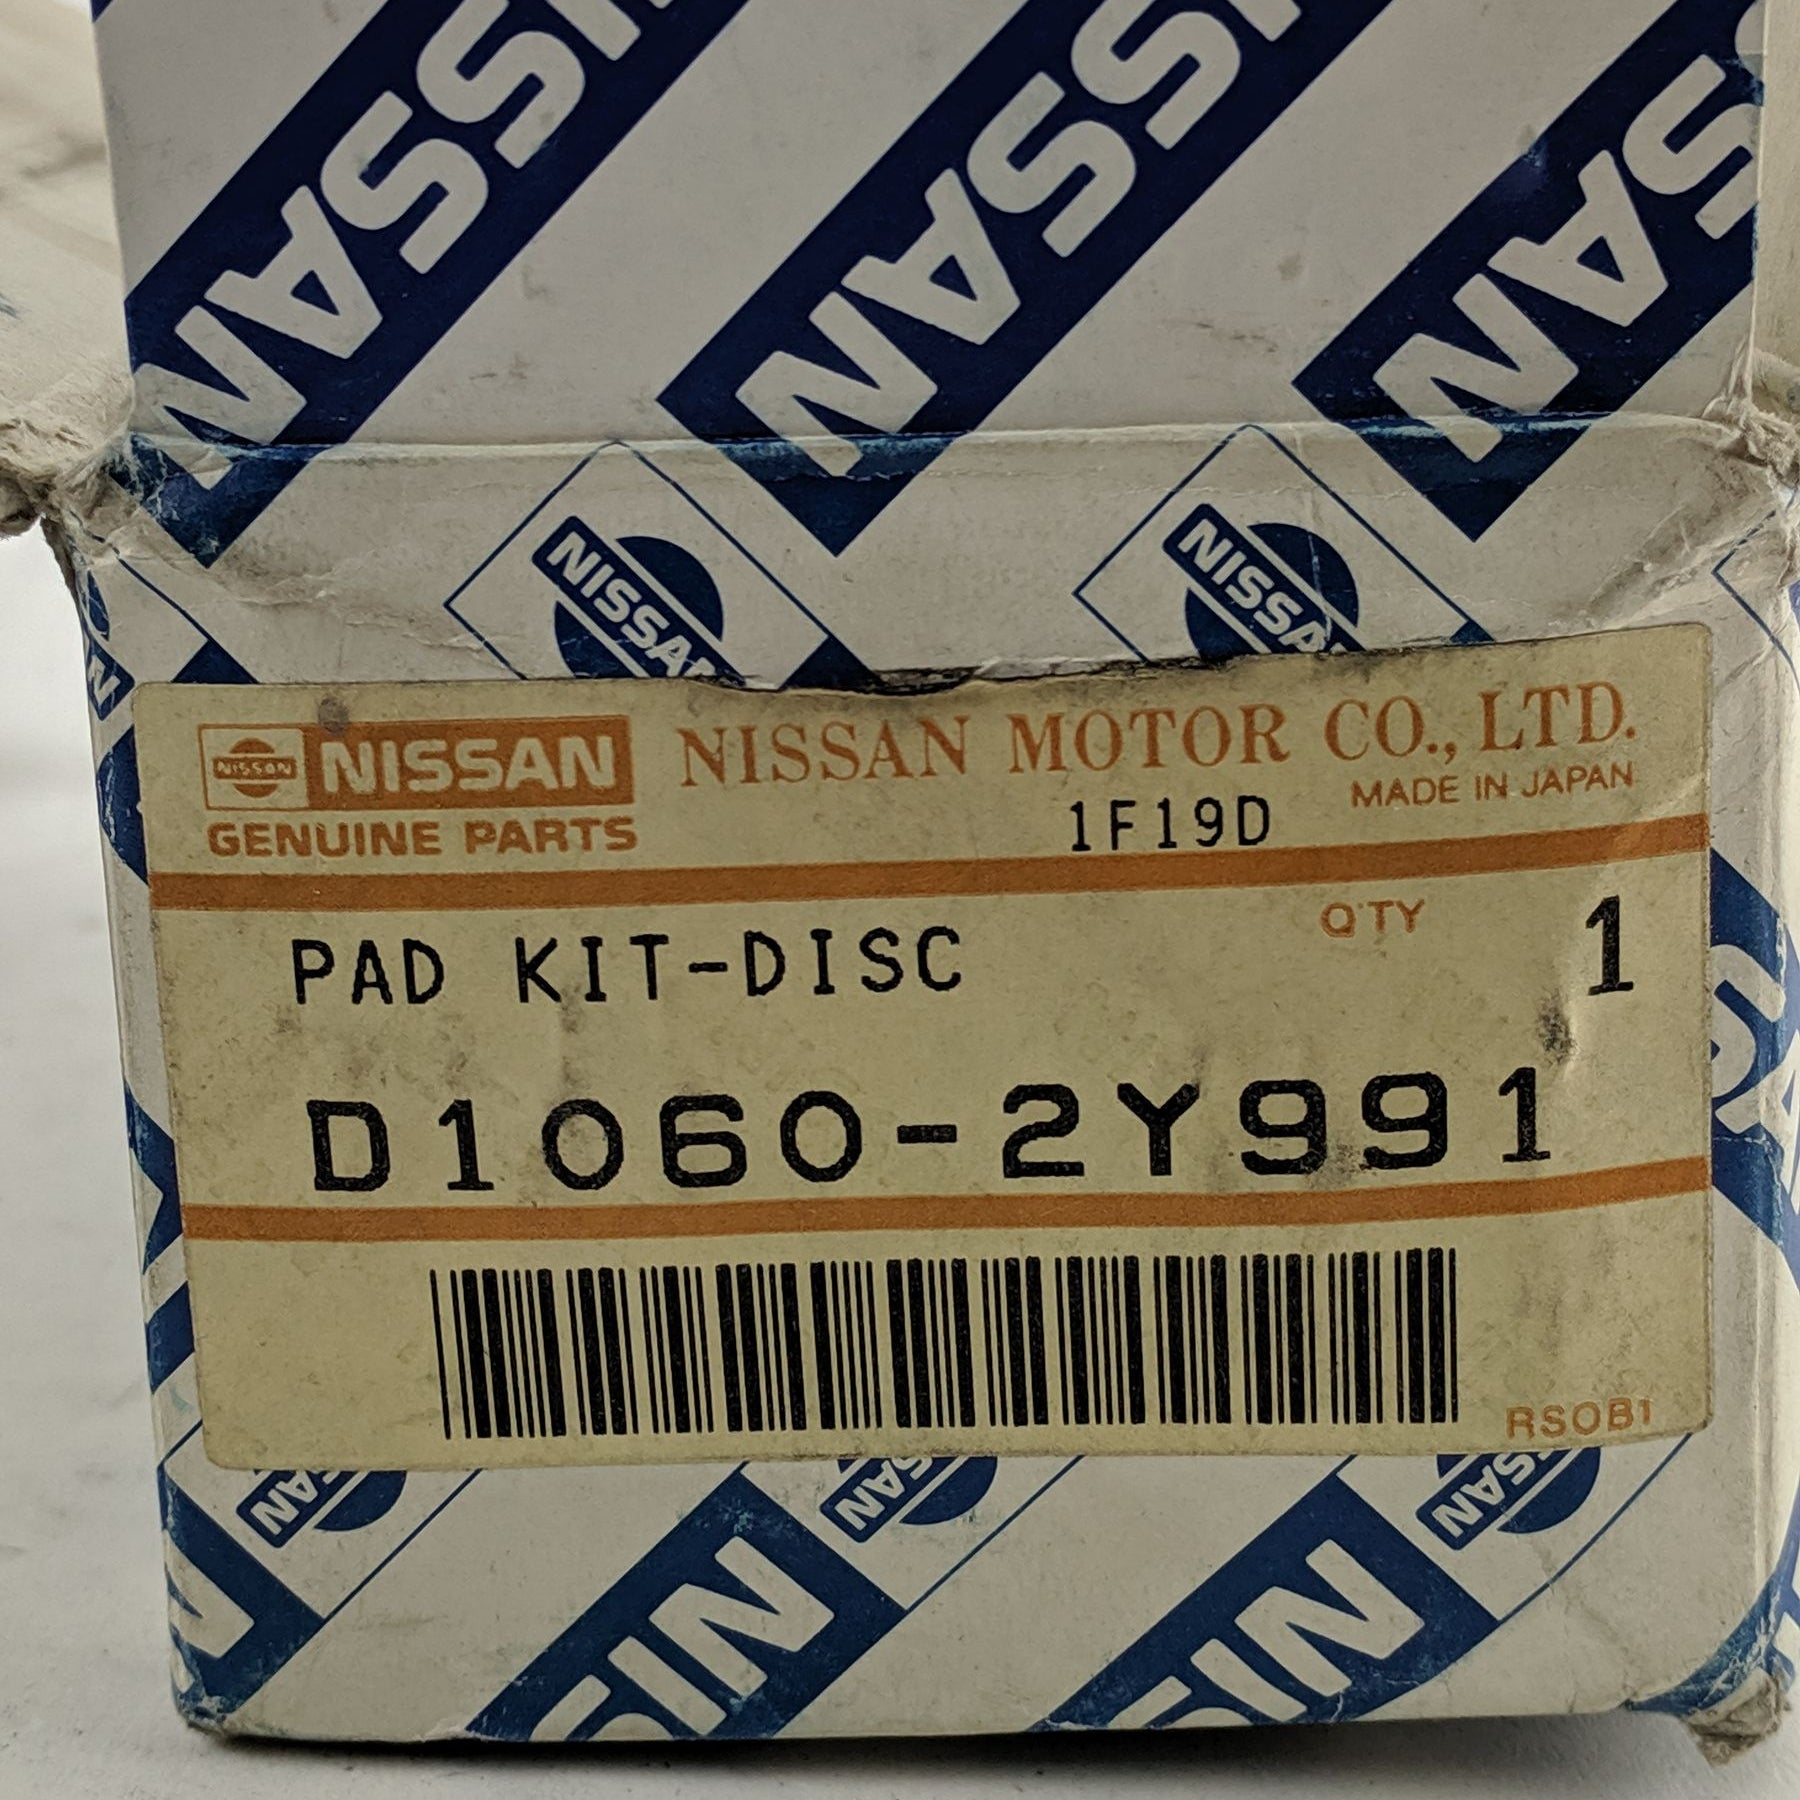 NISSAN
NISSAN
NISSAN
NISSAN
NISSAN
NISSAN NISSAN NISSAN MOTOR CO., LTD.
GENUINE PARTS 1F19D MADE IN JAPAN
PAD KIT-DISC Q'TY 1
D1060-2Y991
RSOB1